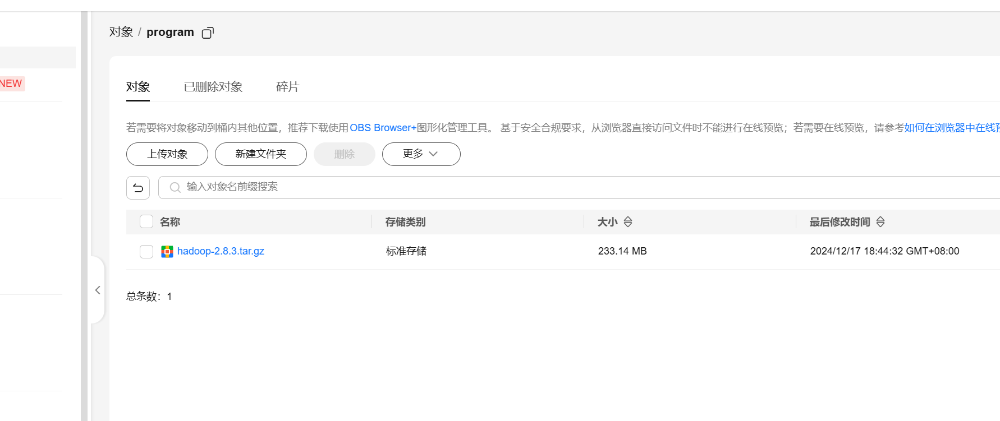 对象 / program
NEW
对象 已删除对象 碎片
若需要将对象移动到桶内其他位置，推荐下载使用OBS Browser+图形化管理工具。 基于安全合规要求，从浏览器直接访问文件时不能进行在线预览；若需要在线预览，请参考如何在浏览器中在线
上传对象 新建文件夹 删除 更多
输入对象名前缀搜索
名称 存储类别 大小 最后修改时间
hadoop-2.8.3.tar.gz 标准存储 233.14 MB 2024/12/17 18:44:32 GMT+08:00
总条数：1